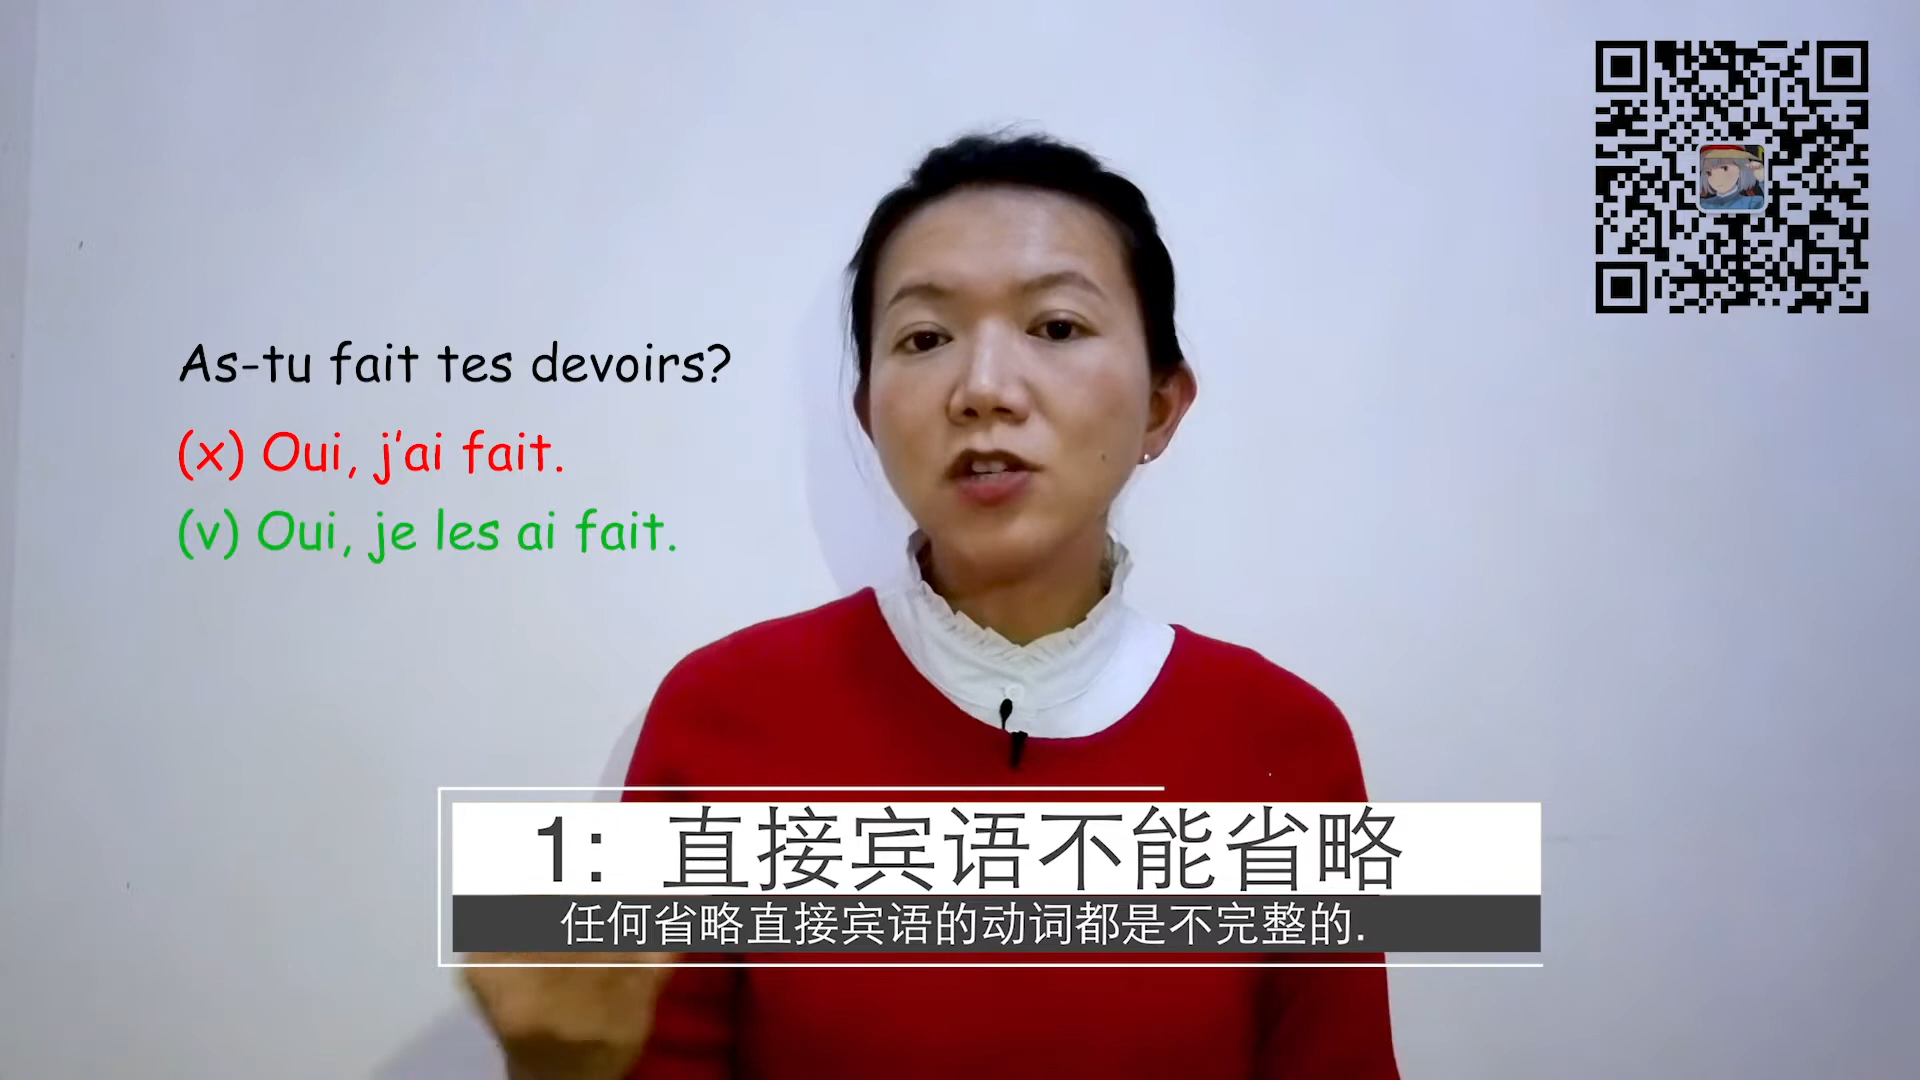 As-tu fait tes devoirs?
(x) Oui, j'ai fait.
(v) Oui, je les ai fait.
1: 直接宾语不能省略
任何省略直接宾语的动词都是不完整的.